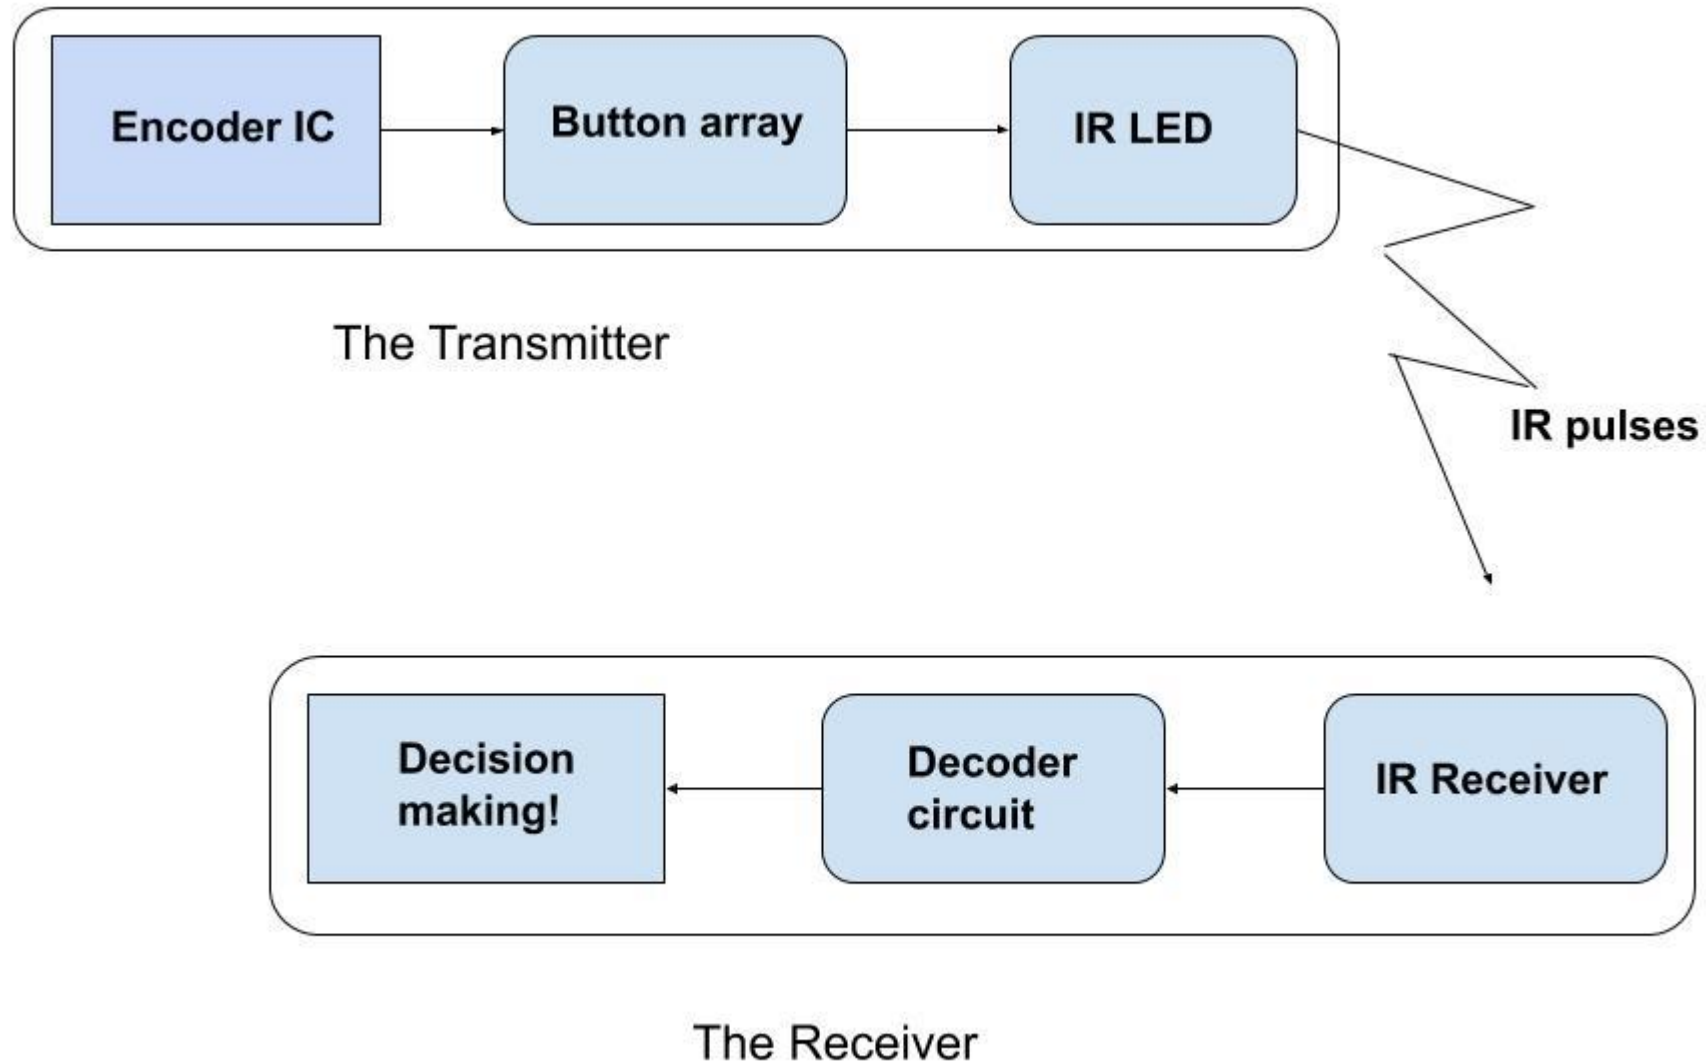 Encoder IC
Button array
IR LED
The Transmitter
IR pulses
Decision
making!
Decoder
circuit
IR Receiver
The Receiver